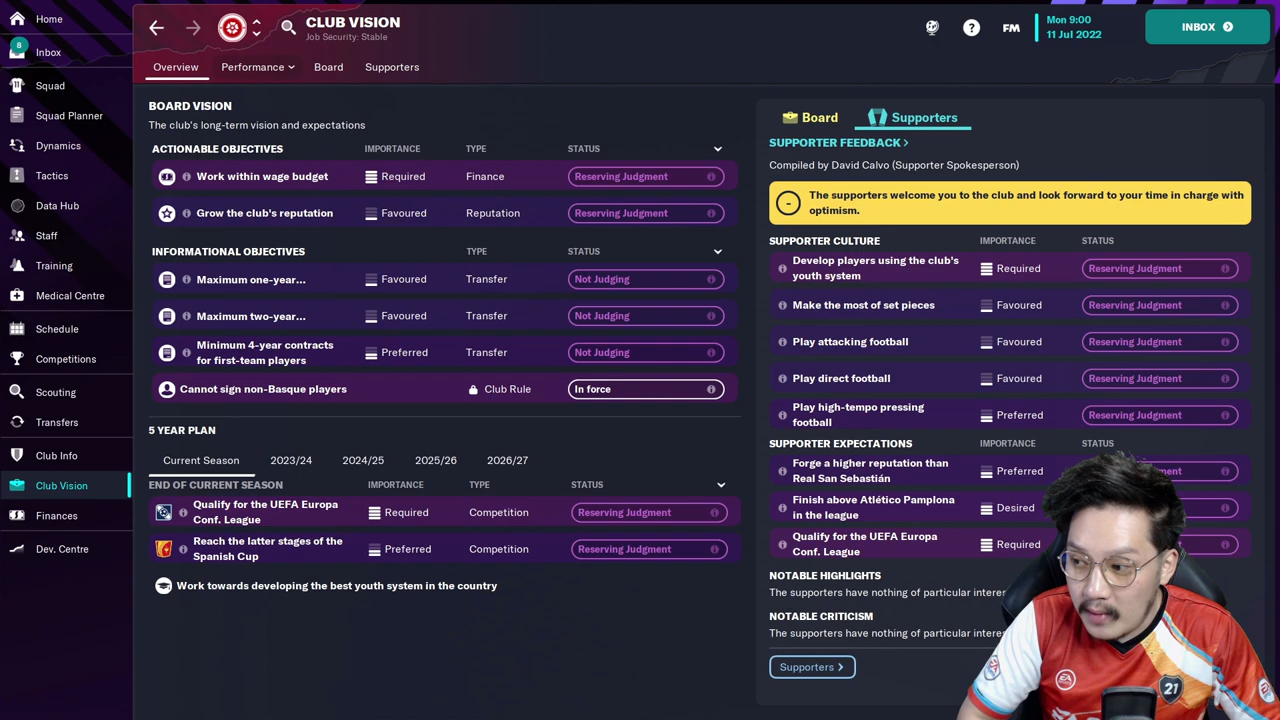 Home
8
Inbox
Squad
Squad Planner
Dynamics
Tactics
Data Hub
Staff
Training
Medical Centre
Schedule
Competitions
Scouting
Transfers
Club Info
Club Vision
Finances
Dev. Centre
CLUB VISION
Job Security: Stable
FM
Mon 9:00
11 Jul 2022
INBOX
Overview
Performance
Board
Supporters
BOARD VISION
The club's long-term vision and expectations
ACTIONABLE OBJECTIVES IMPORTANCE TYPE STATUS
Work within wage budget Required Finance Reserving Judgment
Grow the club's reputation Favoured Reputation Reserving Judgment
INFORMATIONAL OBJECTIVES TYPE STATUS
Maximum one-year... Favoured Transfer Not Judging
Maximum two-year... Favoured Transfer Not Judging
Minimum 4-year contracts
for first-team players Preferred Transfer Not Judging
Cannot sign non-Basque players Club Rule In force
5 YEAR PLAN
Current Season 2023/24 2024/25 2025/26 2026/27
END OF CURRENT SEASON IMPORTANCE TYPE STATUS
Qualify for the UEFA Europa
Conf. League Required Competition Reserving Judgment
Reach the latter stages of the
Spanish Cup Preferred Competition Reserving Judgment
Work towards developing the best youth system in the country
Board Supporters
SUPPORTER FEEDBACK >
Compiled by David Calvo (Supporter Spokesperson)
The supporters welcome you to the club and look forward to your time in charge with
optimism.
SUPPORTER CULTURE IMPORTANCE STATUS
Develop players using the club's
youth system Required Reserving Judgment
Make the most of set pieces Favoured Reserving Judgment
Play attacking football Favoured Reserving Judgment
Play direct football Favoured Reserving Judgment
Play high-tempo pressing
football Preferred Reserving Judgment
SUPPORTER EXPECTATIONS IMPORTANCE STATUS
Forge a higher reputation than
Real San Sebastián Preferred
Finish above Atlético Pamplona
in the league Desired
Qualify for the UEFA Europa
Conf. League Required
NOTABLE HIGHLIGHTS
The supporters have nothing of particular
NOTABLE CRITICISM
The supporters have nothing of particular
Supporters >
EA
21